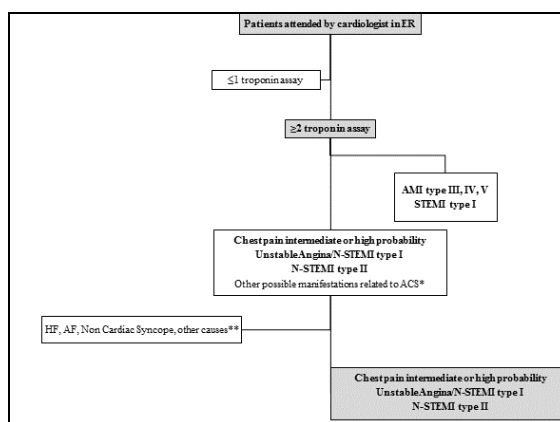 Patients attended by cardiologist in ER
≤1 troponin assay
≥2 troponin assay
AMI type III, IV, V
STEMI type I
Chest pain intermediate or high probability
Unstable Angina/N-STEMI type I
N-STEMI type II
Other possible manifestations related to ACS*
HF, AF, Non Cardiac Syncope, other causes**
Chest pain intermediate or high probability
Unstable Angina/N-STEMI type I
N-STEMI type II